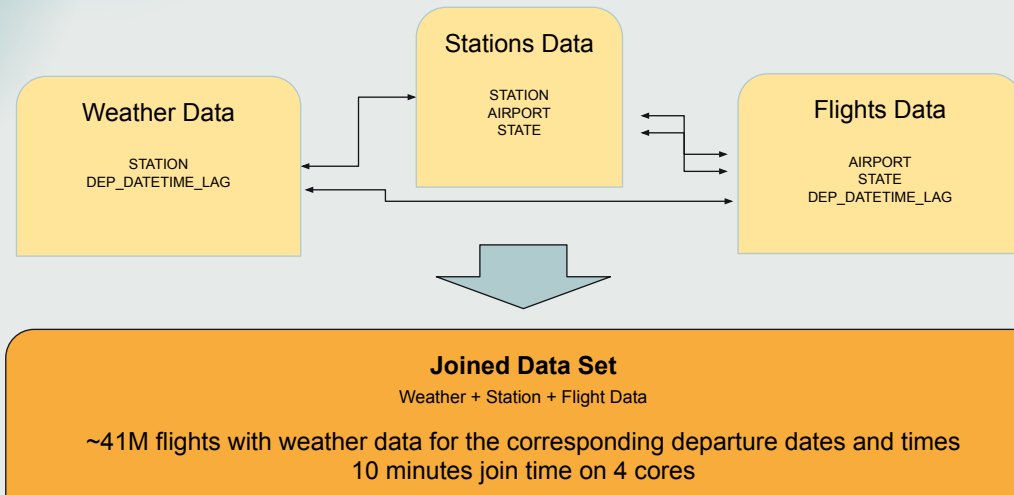 Stations Data
STATION
AIRPORT
STATE
Weather Data
STATION
DEP_DATETIME_LAG
Flights Data
AIRPORT
STATE
DEP_DATETIME_LAG
Joined Data Set
Weather + Station + Flight Data
~41M flights with weather data for the corresponding departure dates and times
10 minutes join time on 4 cores